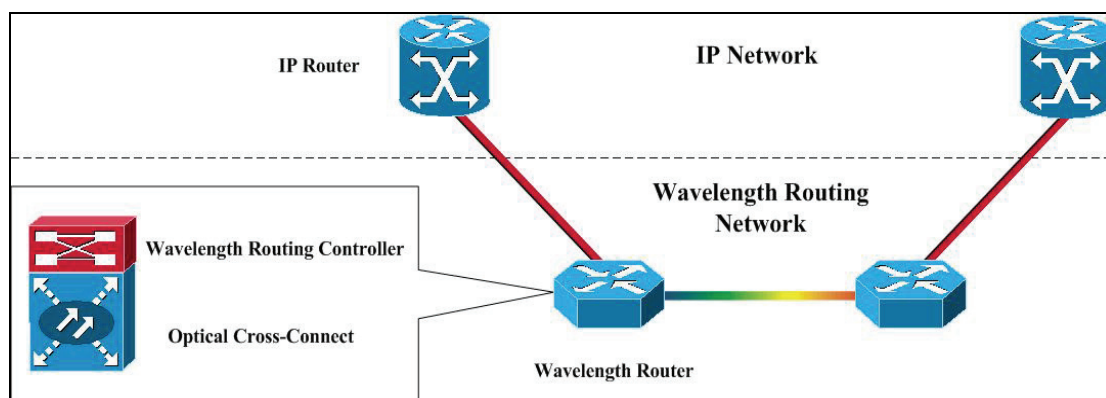 IP Router
IP Network
Wavelength Routing
Network
Wavelength Routing Controller
Optical Cross-Connect
Wavelength Router